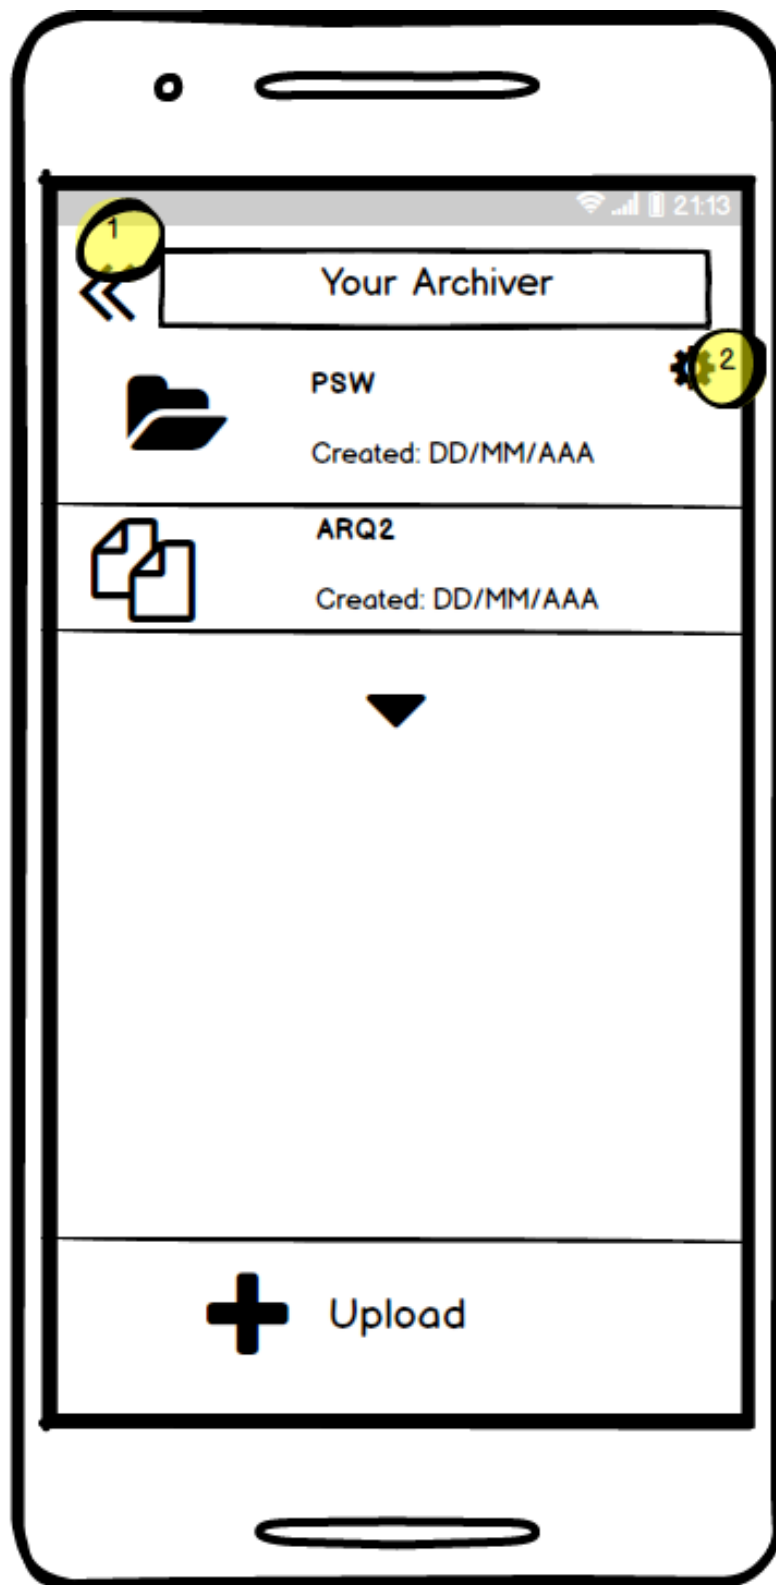 21:13
1
Your Archiver
2
PSW
Created: DD/MM/AAA
ARQ2
Created: DD/MM/AAA
Upload